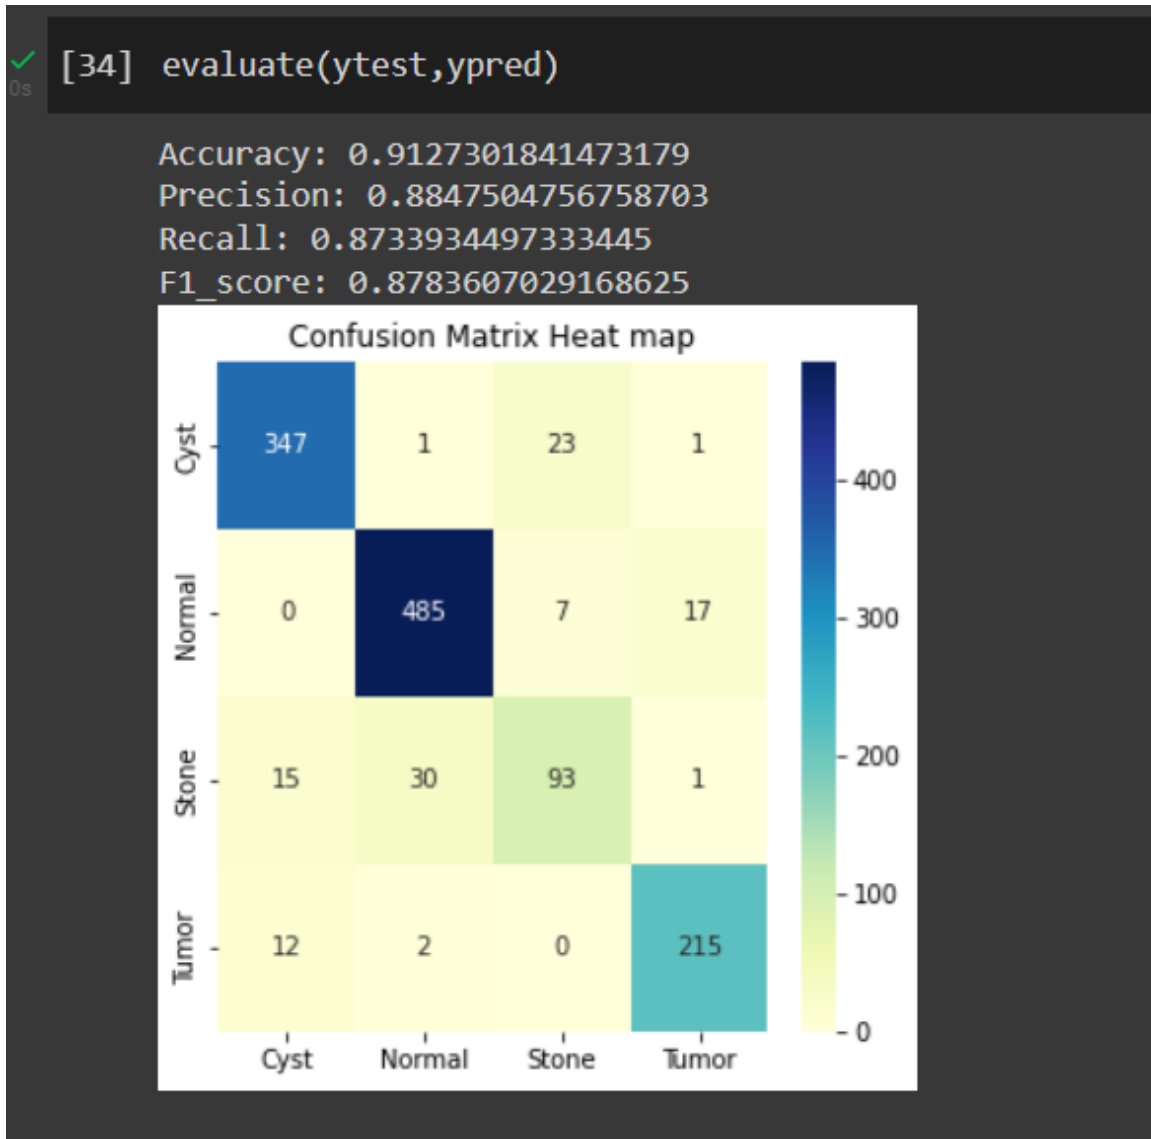 [34] evaluate(ytest,ypred)
0s
Accuracy: 0.9127301841473179
Precision: 0.8847504756758703
Recall: 0.8733934497333445
F1_score: 0.8783607029168625
Confusion Matrix Heat map
Cyst 347 1 23 1
Normal 0 485 7 17
Stone 15 30 93 1
Tumor 12 2 0 215
Cyst Normal Stone Tumor
400
300
200
100
0